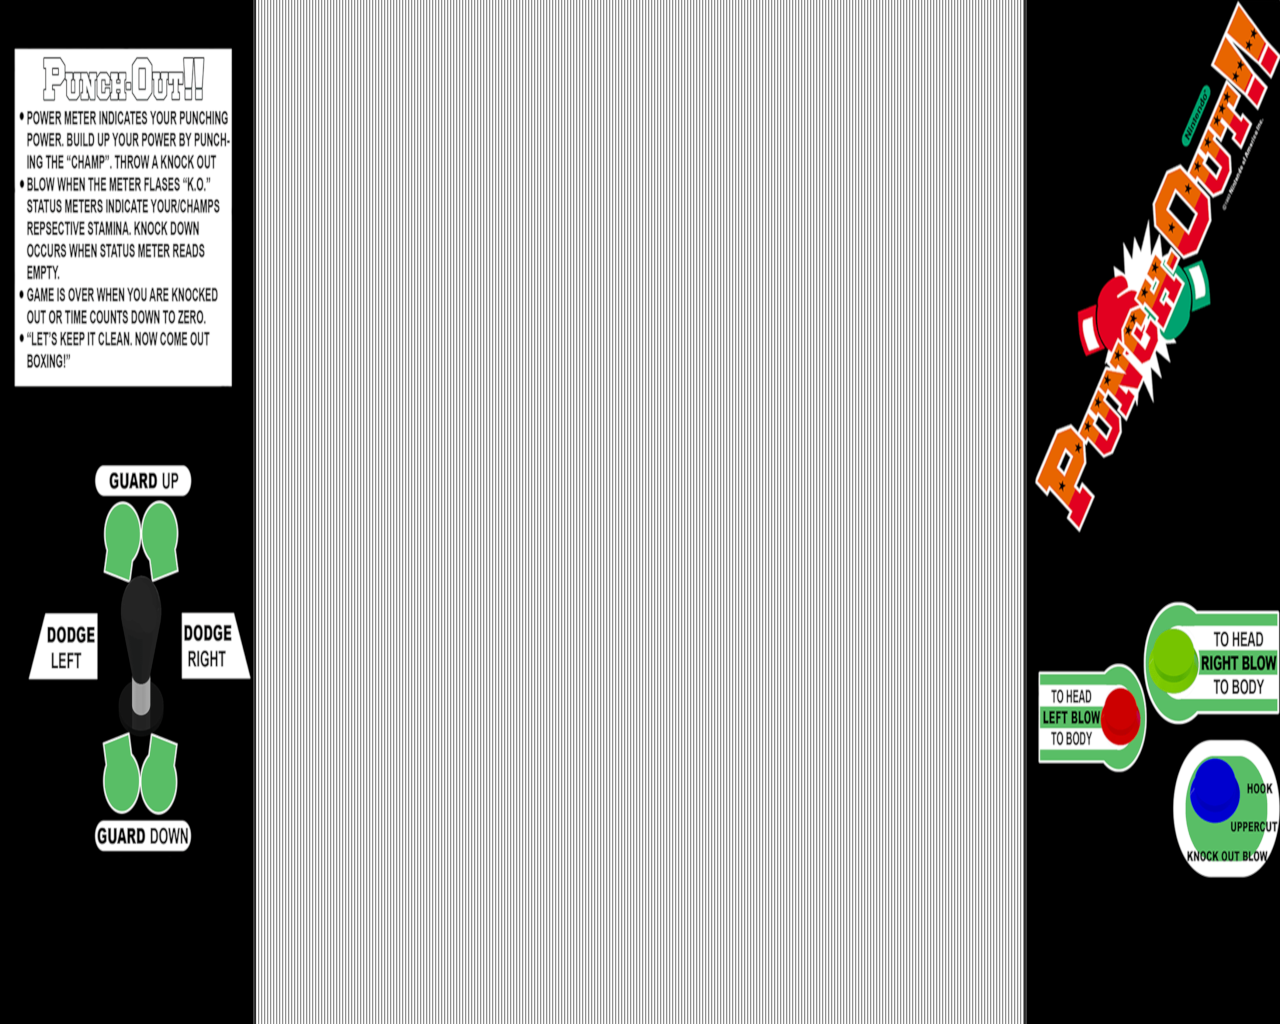 PUNCH-OUT!!
• POWER METER INDICATES YOUR PUNCHING
POWER. BUILD UP YOUR POWER BY PUNCH-
ING THE “CHAMP”. THROW A KNOCK OUT
• BLOW WHEN THE METER FLASES “K.O.”
STATUS METERS INDICATE YOUR/CHAMPS
REPSECTIVE STAMINA. KNOCK DOWN
OCCURS WHEN STATUS METER READS
EMPTY.
• GAME IS OVER WHEN YOU ARE KNOCKED
OUT OR TIME COUNTS DOWN TO ZERO.
• “LET’S KEEP IT CLEAN. NOW COME OUT
BOXING!”
GUARD UP
DODGE
LEFT
DODGE
RIGHT
GUARD DOWN
Nintendo
PUNCH-OUT!!
Nintendo of America Inc.
TO HEAD
RIGHT BLOW
TO BODY
TO HEAD
LEFT BLOW
TO BODY
HOOK
UPPERCUT
KNOCK OUT BLOW